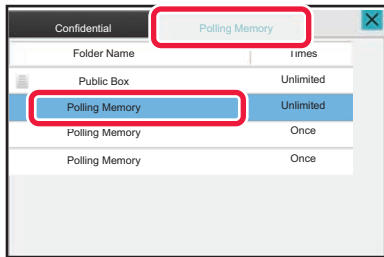 Confidential Polling Memory
Folder Name Times
Public Box Unlimited
Polling Memory Unlimited
Polling Memory Once
Polling Memory Once